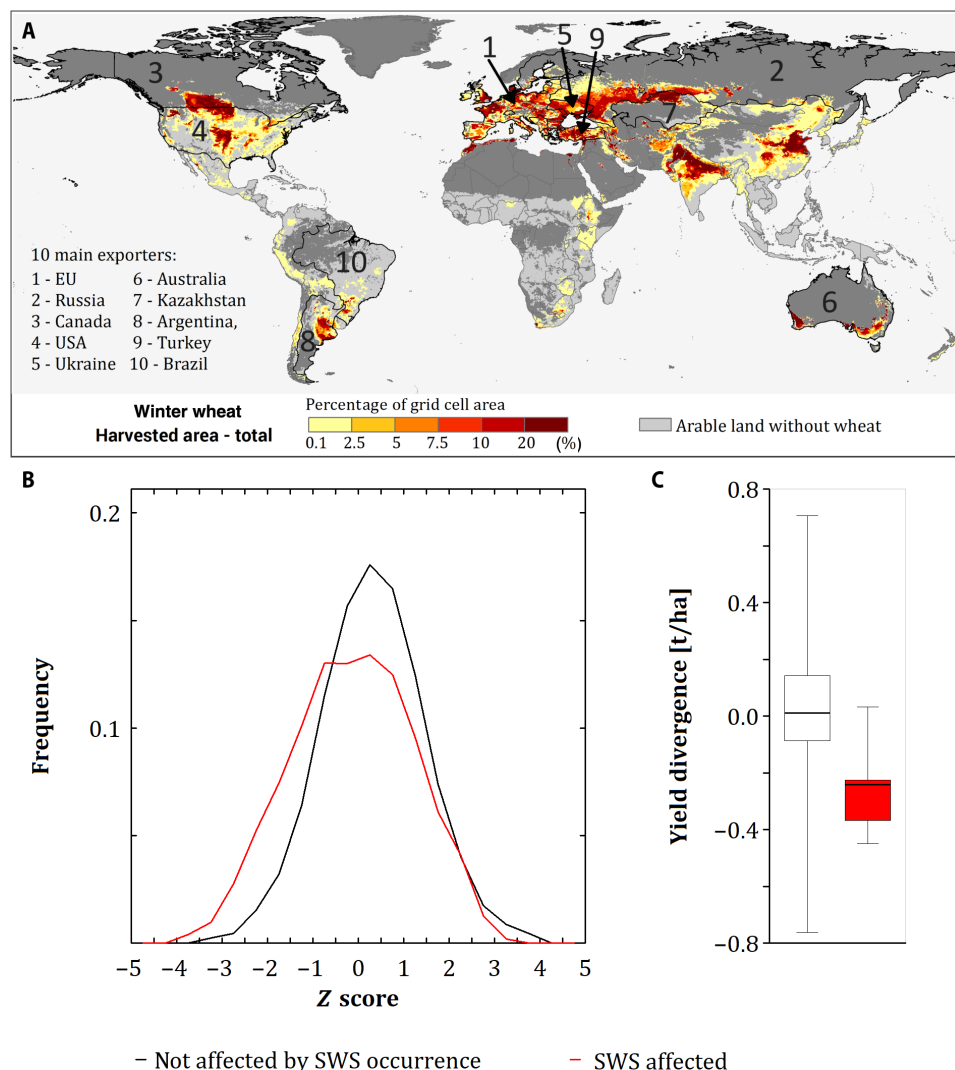 A
1
5
9
2
3
7
4
10
6
8
10 main exporters:
1 - EU 6 - Australia
2 - Russia 7 - Kazakhstan
3 - Canada 8 - Argentina,
4 - USA 9 - Turkey
5 - Ukraine 10 - Brazil
Winter wheat
Harvested area - total
Percentage of grid cell area
0.1 2.5 5 7.5 10 20 (%)
Arable land without wheat
B
Frequency
0.2
0.1
−5 −4 −3 −2 −1 0 1 2 3 4 5
Z score
C
Yield divergence [t/ha]
0.8
0.4
0.0
−0.4
−0.8
– Not affected by SWS occurrence – SWS affected